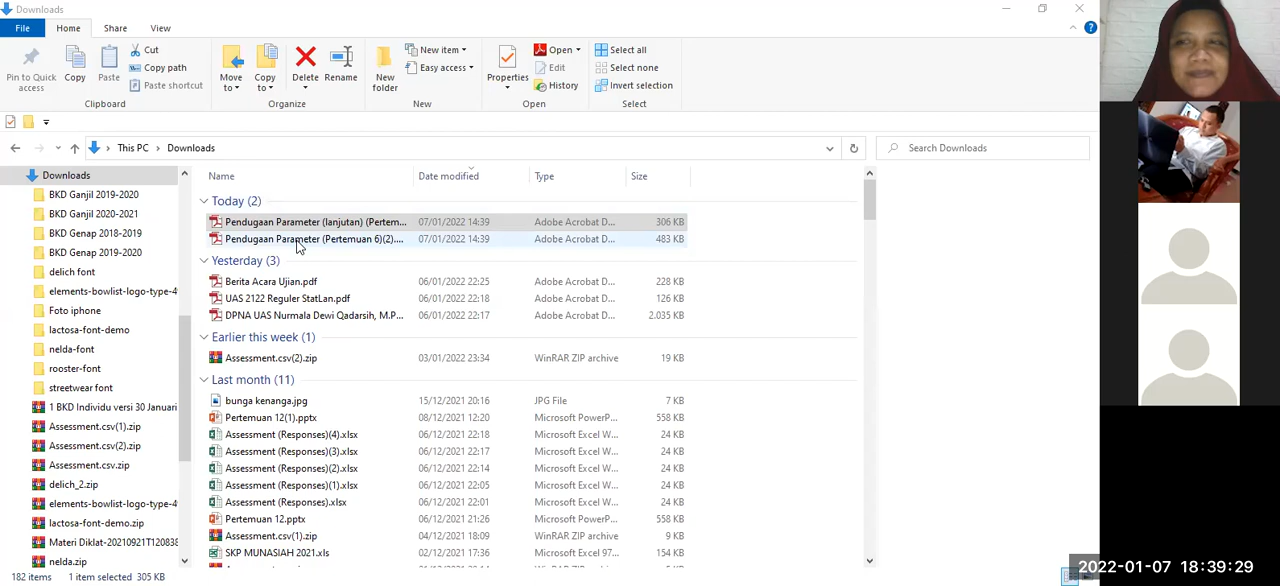 Downloads
File Home Share View
Pin to Quick access
Copy
Paste
Cut
Copy path
Paste shortcut
Clipboard
Move to
Copy to
Delete
Rename
Organize
New folder
New item
Easy access
New
Properties
Open
Edit
History
Open
Select all
Select none
Invert selection
Select
This PC > Downloads
Search Downloads
Downloads
BKD Ganjil 2019-2020
BKD Ganjil 2020-2021
BKD Genap 2018-2019
BKD Genap 2019-2020
delich font
elements-bowlist-logo-type-4
Foto iphone
lactosa-font-demo
nelda-font
rooster-font
streetwear font
1 BKD Individu versi 30 Januari
Assessment.csv(1).zip
Assessment.csv(2).zip
Assessment.csv.zip
delich_2.zip
elements-bowlist-logo-type-4
lactosa-font-demo.zip
Materi Diklat-20210921T120838
nelda.zip
Name Date modified Type Size
Today (2)
Pendugaan Parameter (lanjutan) (Pertem... 07/01/2022 14:39 Adobe Acrobat D... 306 KB
Pendugaan Parameter (Pertemuan 6)(2).... 07/01/2022 14:39 Adobe Acrobat D... 483 KB
Yesterday (3)
Berita Acara Ujian.pdf 06/01/2022 22:25 Adobe Acrobat D... 228 KB
UAS 2122 Reguler StatLan.pdf 06/01/2022 22:18 Adobe Acrobat D... 126 KB
DPNA UAS Nurmala Dewi Qadarsih, M.P... 06/01/2022 22:17 Adobe Acrobat D... 2.035 KB
Earlier this week (1)
Assessment.csv(2).zip 03/01/2022 23:34 WinRAR ZIP archive 19 KB
Last month (11)
bunga kenanga.jpg 15/12/2021 20:16 JPG File 7 KB
Pertemuan 12(1).pptx 08/12/2021 12:20 Microsoft PowerP... 558 KB
Assessment (Responses)(4).xlsx 06/12/2021 22:18 Microsoft Excel W... 24 KB
Assessment (Responses)(3).xlsx 06/12/2021 22:17 Microsoft Excel W... 24 KB
Assessment (Responses)(2).xlsx 06/12/2021 22:14 Microsoft Excel W... 24 KB
Assessment (Responses)(1).xlsx 06/12/2021 22:05 Microsoft Excel W... 24 KB
Assessment (Responses).xlsx 06/12/2021 22:01 Microsoft Excel W... 24 KB
Pertemuan 12.pptx 06/12/2021 21:26 Microsoft PowerP... 558 KB
Assessment.csv(1).zip 04/12/2021 18:09 WinRAR ZIP archive 9 KB
SKP MUNASIAH 2021.xls 02/12/2021 17:36 Microsoft Excel 97... 154 KB
182 items 1 item selected 305 KB
2022-01-07 18:39:29